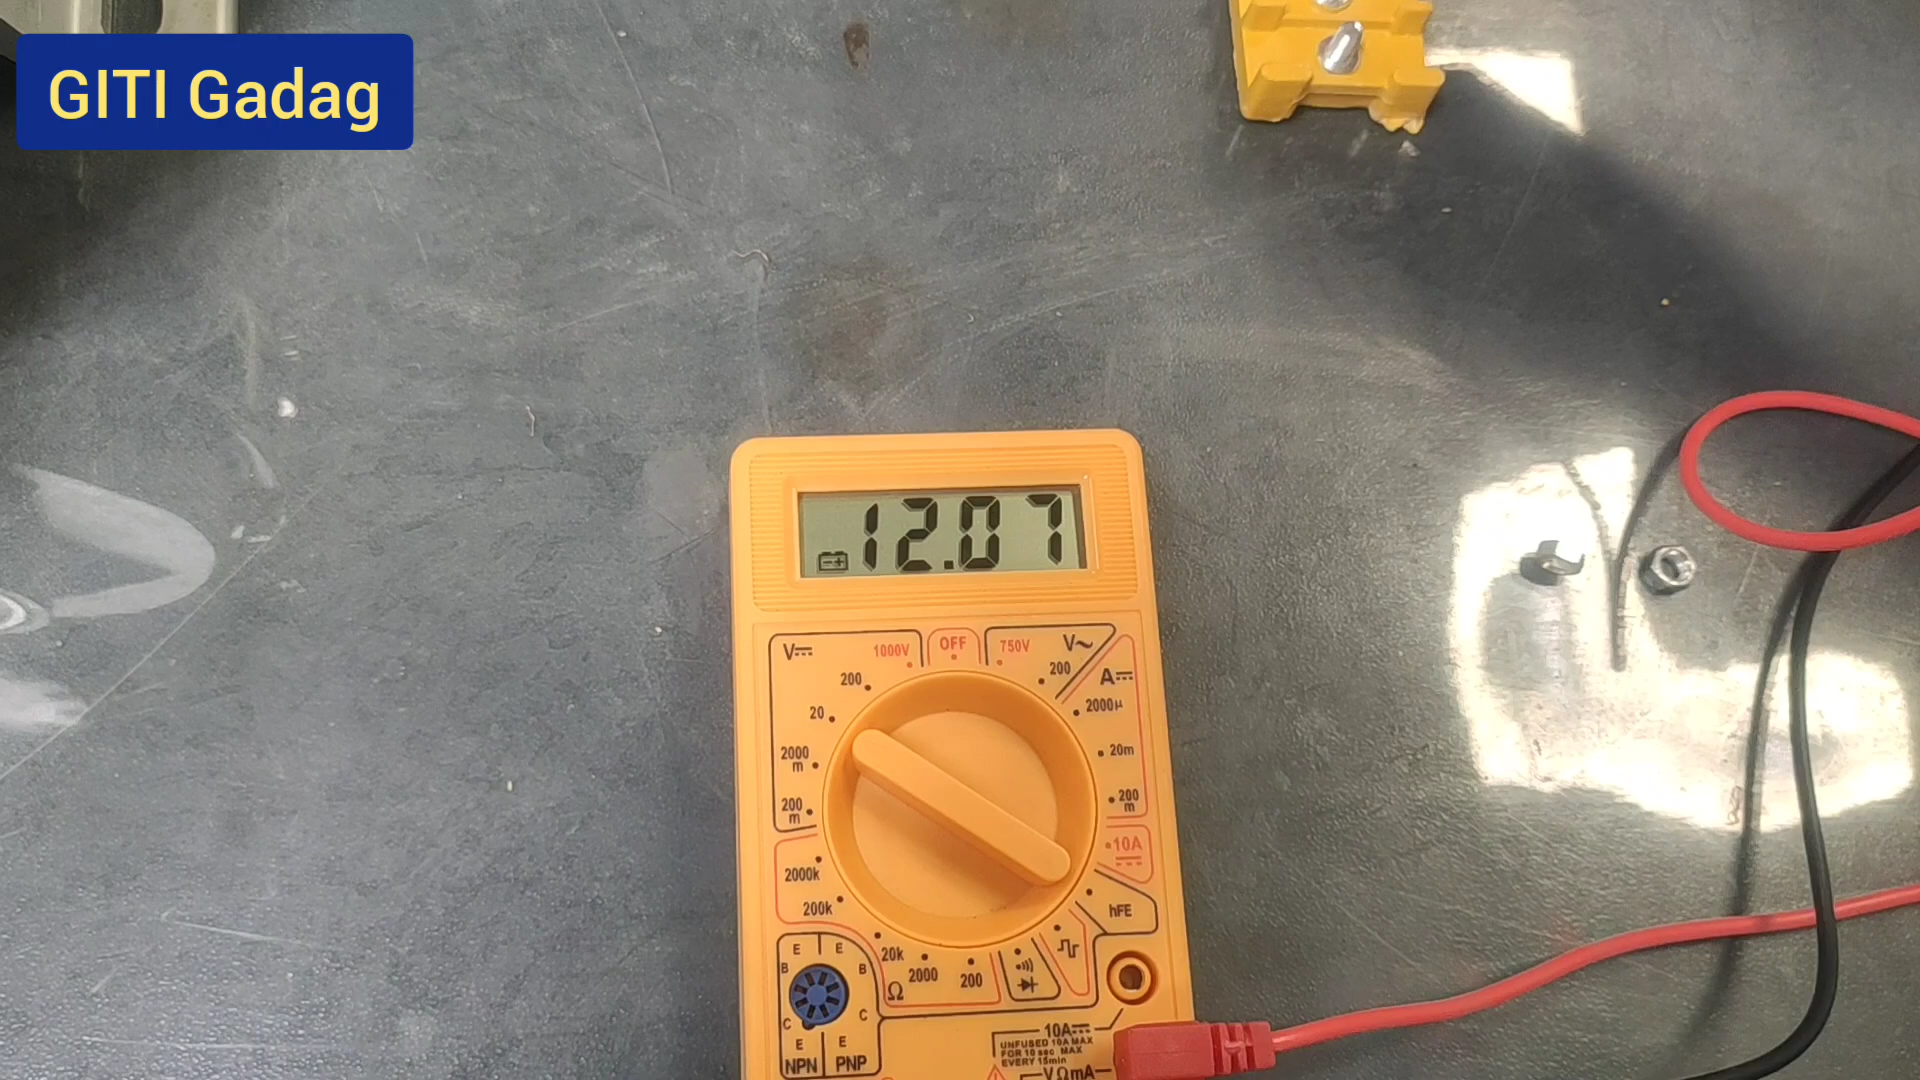 GITI Gadag
12.07
V⎓ 1000V OFF 750V V~
200 200 A⎓
20 2000µ
2000
m 20m
200
m 200
m
10A
2000k
200k hFE
20k
2000 200
Ω
E E
B B
C C
E E
NPN PNP
10A⎓
UNFUSED 10A MAX
FOR 10 sec MAX
EVERY 15min
VΩmA